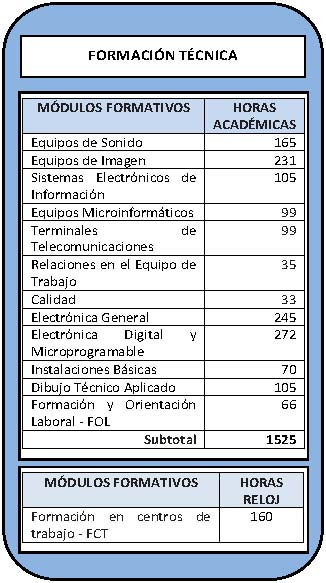 FORMACIÓN TÉCNICA
MÓDULOS FORMATIVOS HORAS
ACADÉMICAS
Equipos de Sonido 165
Equipos de Imagen 231
Sistemas Electrónicos de 105
Información
Equipos Microinformáticos 99
Terminales de 99
Telecomunicaciones
Relaciones en el Equipo de 35
Trabajo
Calidad 33
Electrónica General 245
Electrónica Digital y 272
Microprogramable
Instalaciones Básicas 70
Dibujo Técnico Aplicado 105
Formación y Orientación 66
Laboral - FOL
Subtotal 1525
MÓDULOS FORMATIVOS HORAS
RELOJ
Formación en centros de 160
trabajo - FCT